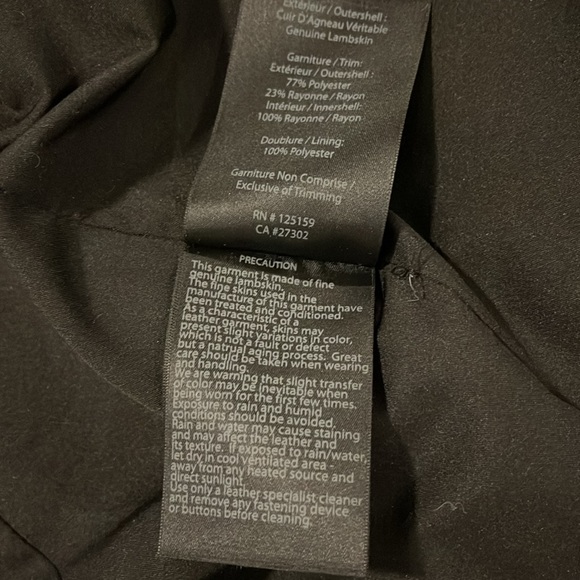 Extérieur / Outershell :
Cuir D'Agneau Véritable
Genuine Lambskin
Garniture / Trim:
Extérieur / Outershell :
77% Polyester
23% Rayonne / Rayon
Intérieur / Innershell:
100% Rayonne / Rayon
Doublure / Lining:
100% Polyester
Garniture Non Comprise /
Exclusive of Trimming
RN # 125159
CA #27302
PRECAUTION
This garment is made of fine
genuine lambskin.
The fine skins used in the
manufacture of this garment have
been treated and conditioned.
As a characteristic of a
leather garment, skins may
present slight variations in color,
which is not a fault or defect
but a natrual aging process. Great
care should be taken when wearing
and handling.
We are warning that slight transfer
of color may be inevitable when
being worn for the first few times.
Exposure to rain and humid
conditions should be avoided.
Rain and water may cause staining
and may affect the leather and
its texture. If exposed to rain/water,
let dry in cool ventilated area -
away from any heated source and
direct sunlight.
Use only a leather specialist cleaner
and remove any fastening device
or buttons before cleaning.